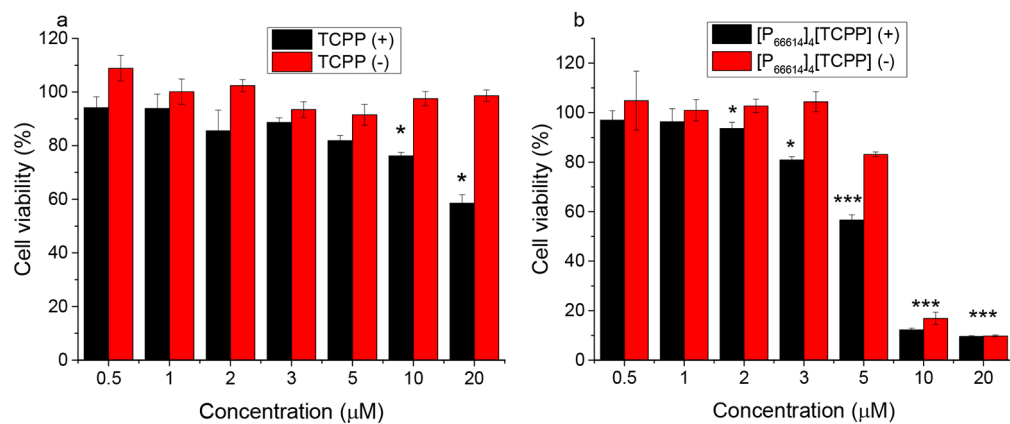 a
TCPP (+)
TCPP (-)
Cell viability (%)
120
100
80
60
40
20
0
*
*
0.5 1 2 3 5 10 20
Concentration (μM)
b
[P66614]4[TCPP] (+)
[P66614]4[TCPP] (-)
Cell viability (%)
120
100
80
60
40
20
0
*
*
***
***
***
0.5 1 2 3 5 10 20
Concentration (μM)